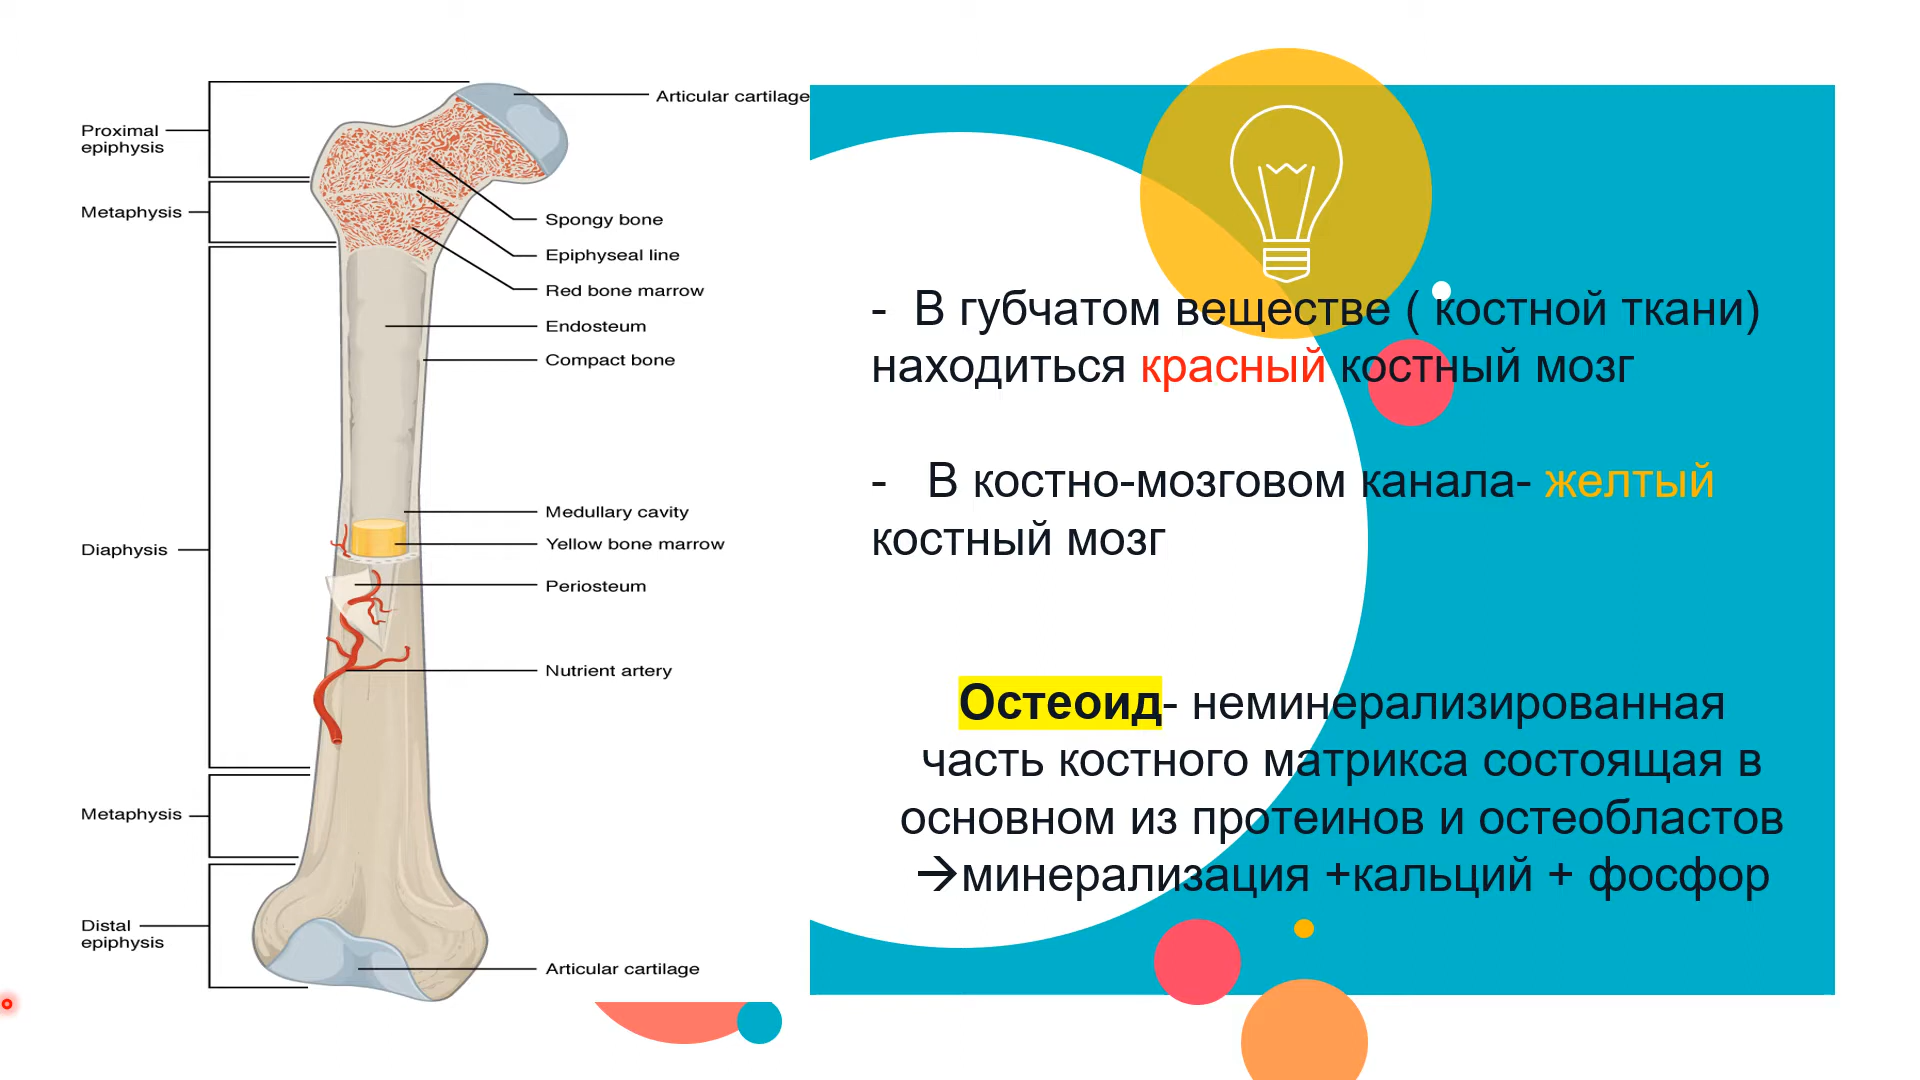 Proximal
epiphysis
Metaphysis
Diaphysis
Metaphysis
Distal
epiphysis
Articular cartilage
Spongy bone
Epiphyseal line
Red bone marrow
Endosteum
Compact bone
Medullary cavity
Yellow bone marrow
Periosteum
Nutrient artery
Articular cartilage
- В губчатом веществе ( костной ткани)
находиться красный костный мозг
- В костно-мозговом канала- желтый
костный мозг
Остеоид- неминерализированная
часть костного матрикса состоящая в
основном из протеинов и остеобластов
→минерализация +кальций + фосфор